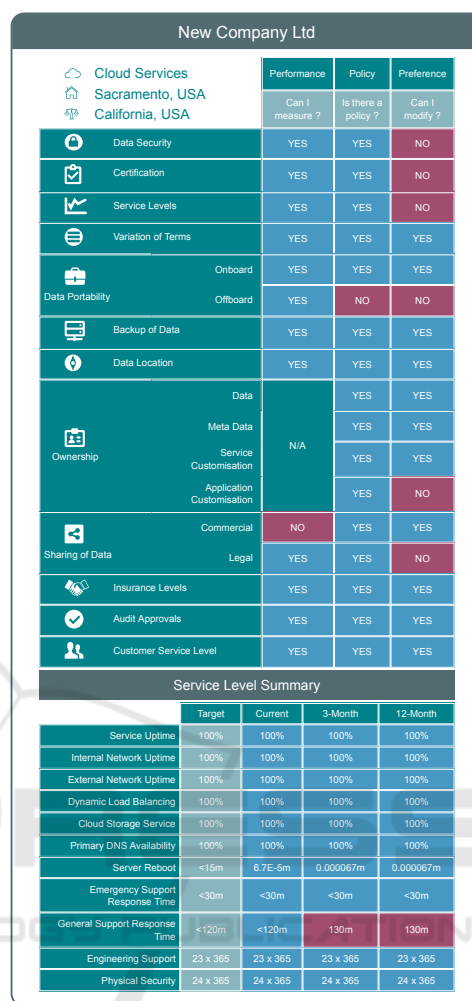 New Company Ltd
Cloud Services
Sacramento, USA
California, USA
Performance Policy Preference
Can I measure ? Is there a policy ? Can I modify ?
Data Security YES YES NO
Certification YES YES NO
Service Levels YES YES NO
Variation of Terms YES YES YES
Data Portability
Onboard YES YES YES
Offboard YES NO NO
Backup of Data YES YES YES
Data Location YES YES YES
Ownership
N/A
Data YES YES
Meta Data YES YES
Service Customisation YES YES
Application Customisation YES NO
Sharing of Data
Commercial NO YES YES
Legal YES YES NO
Insurance Levels YES YES YES
Audit Approvals YES YES YES
Customer Service Level YES YES YES
Service Level Summary
Target Current 3-Month 12-Month
Service Uptime 100% 100% 100% 100%
Internal Network Uptime 100% 100% 100% 100%
External Network Uptime 100% 100% 100% 100%
Dynamic Load Balancing 100% 100% 100% 100%
Cloud Storage Service 100% 100% 100% 100%
Primary DNS Availability 100% 100% 100% 100%
Server Reboot <15m 6.7E-5m 0.000067m 0.000067m
Emergency Support Response Time <30m <30m <30m <30m
General Support Response Time <120m <120m 130m 130m
Engineering Support 23 x 365 23 x 365 23 x 365 23 x 365
Physical Security 24 x 365 24 x 365 24 x 365 24 x 365